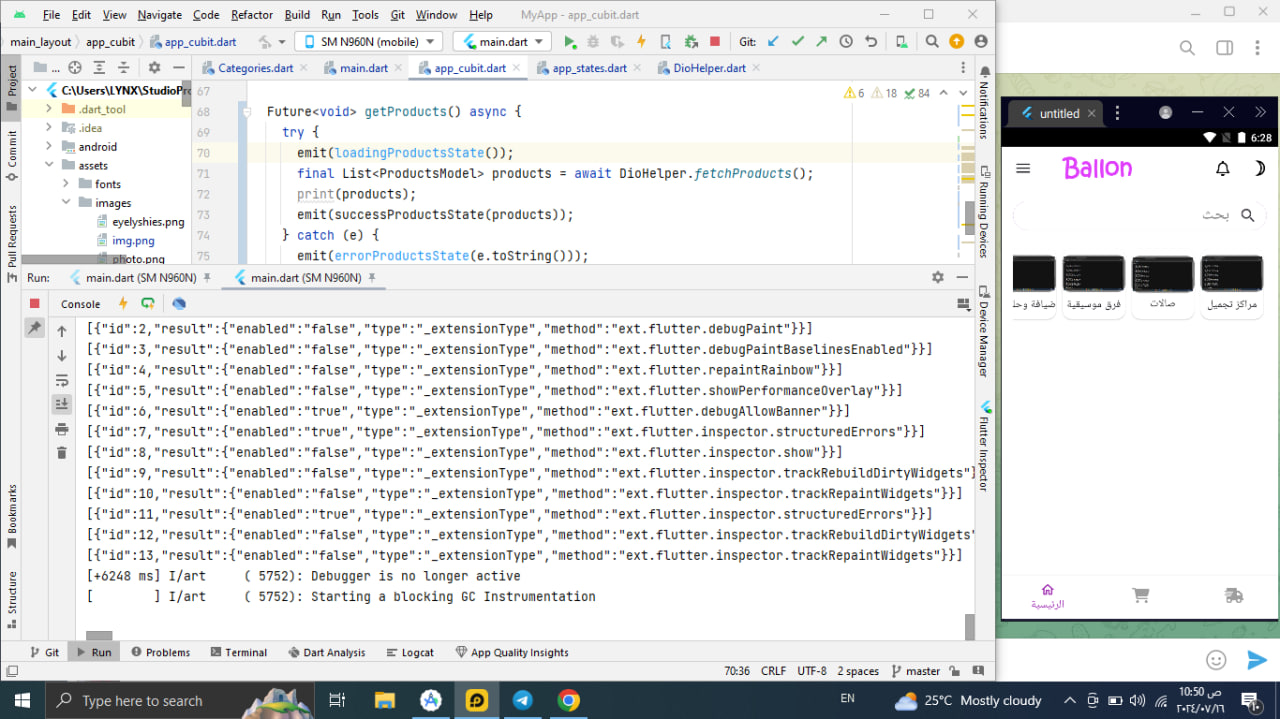 File Edit View Navigate Code Refactor Build Run Tools Git Window Help MyApp - app_cubit.dart
main_layout app_cubit app_cubit.dart SM N960N (mobile) main.dart Git:
Project ... Categories.dart main.dart app_cubit.dart app_states.dart DioHelper.dart
Notifications
C:\Users\LYNX\StudioPro
.dart_tool
.idea
android
assets
fonts
images
eyelyshies.png
img.png
photo.png
67
68 Future<void> getProducts() async {
69 try {
70 emit(loadingProductsState());
71 final List<ProductsModel> products = await DioHelper.fetchProducts();
72 print(products);
73 emit(successProductsState(products));
74 } catch (e) {
75 emit(errorProductsState(e.toString()));
6 18 84
Commit
Pull Requests
Bookmarks
Structure
Running Devices
Device Manager
Flutter Inspector
Run: main.dart (SM N960N) main.dart (SM N960N)
Console
[{"id":2,"result":{"enabled":"false","type":"_extensionType","method":"ext.flutter.debugPaint"}}]
[{"id":3,"result":{"enabled":"false","type":"_extensionType","method":"ext.flutter.debugPaintBaselinesEnabled"}}]
[{"id":4,"result":{"enabled":"false","type":"_extensionType","method":"ext.flutter.repaintRainbow"}}]
[{"id":5,"result":{"enabled":"false","type":"_extensionType","method":"ext.flutter.showPerformanceOverlay"}}]
[{"id":6,"result":{"enabled":"true","type":"_extensionType","method":"ext.flutter.debugAllowBanner"}}]
[{"id":7,"result":{"enabled":"true","type":"_extensionType","method":"ext.flutter.inspector.structuredErrors"}}]
[{"id":8,"result":{"enabled":"false","type":"_extensionType","method":"ext.flutter.inspector.show"}}]
[{"id":9,"result":{"enabled":"false","type":"_extensionType","method":"ext.flutter.inspector.trackRebuildDirtyWidgets"}
[{"id":10,"result":{"enabled":"false","type":"_extensionType","method":"ext.flutter.inspector.trackRepaintWidgets"}}]
[{"id":11,"result":{"enabled":"true","type":"_extensionType","method":"ext.flutter.inspector.structuredErrors"}}]
[{"id":12,"result":{"enabled":"false","type":"_extensionType","method":"ext.flutter.inspector.trackRebuildDirtyWidgets"
[{"id":13,"result":{"enabled":"false","type":"_extensionType","method":"ext.flutter.inspector.trackRepaintWidgets"}}]
[+6248 ms] I/art ( 5752): Debugger is no longer active
[ ] I/art ( 5752): Starting a blocking GC Instrumentation
Git Run Problems Terminal Dart Analysis Logcat App Quality Insights
70:36 CRLF UTF-8 2 spaces master
untitled
6:28
Ballon
بحث
مراكز تجميل صالات فرق موسيقية ضيافة وحل
الرئيسية
Type here to search EN 25°C Mostly cloudy
10:50 ص
٢٠٢٤/٠٧/١٦